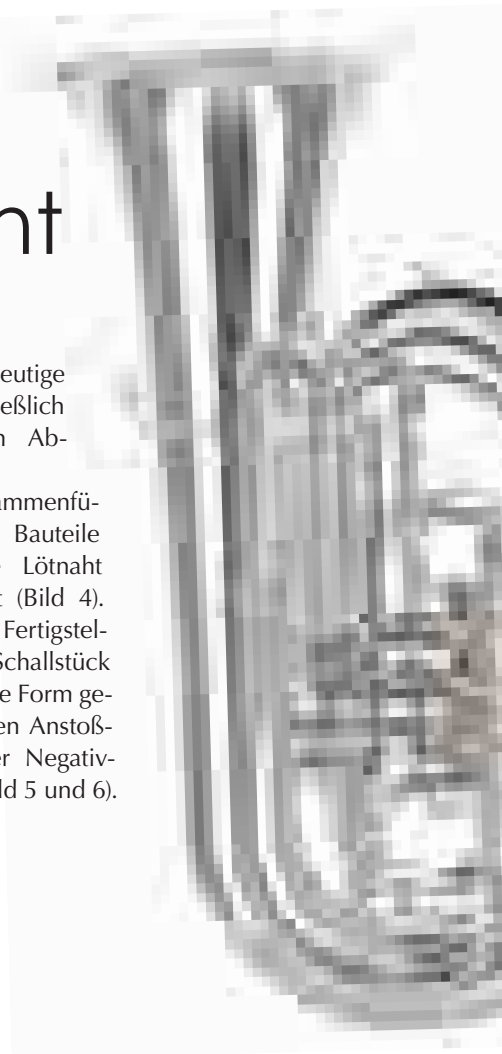 nt
eutige
eßlich
n Ab-
ammenfü-
Bauteile
Lötnaht
t (Bild 4).
Fertigstel-
Schallstück
e Form ge-
en Anstoß-
er Negativ-
ld 5 und 6).